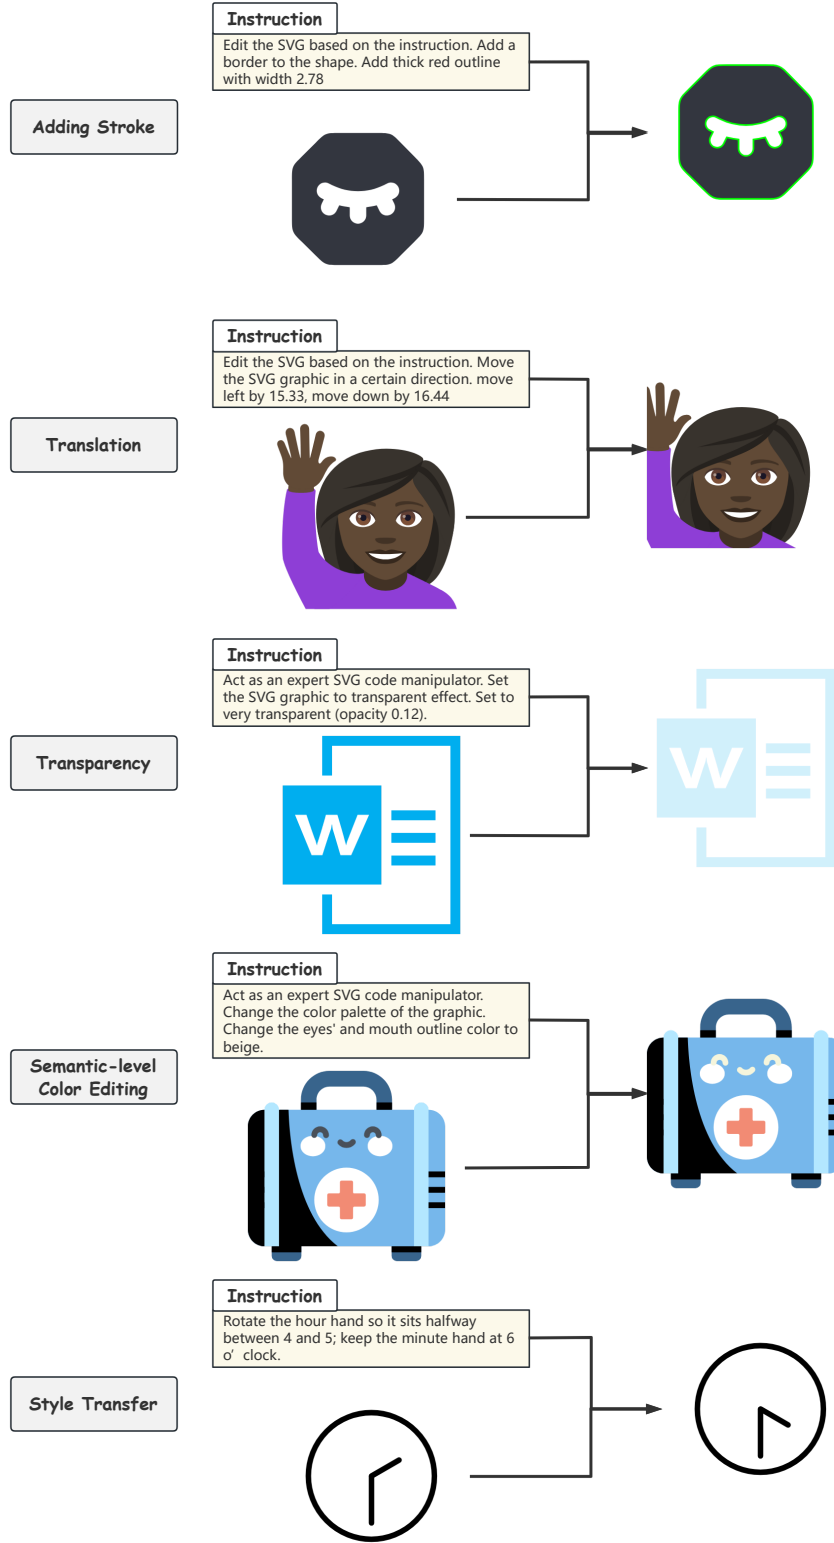 Instruction
Edit the SVG based on the instruction. Add a
border to the shape. Add thick red outline
with width 2.78
Adding Stroke
Instruction
Edit the SVG based on the instruction. Move
the SVG graphic in a certain direction. move
left by 15.33, move down by 16.44
Translation
Instruction
Act as an expert SVG code manipulator. Set
the SVG graphic to transparent effect. Set to
very transparent (opacity 0.12).
Transparency
W
W
Instruction
Act as an expert SVG code manipulator.
Change the color palette of the graphic.
Change the eyes' and mouth outline color to
beige.
Semantic-level
Color Editing
Instruction
Rotate the hour hand so it sits halfway
between 4 and 5; keep the minute hand at 6
o’ clock.
Style Transfer